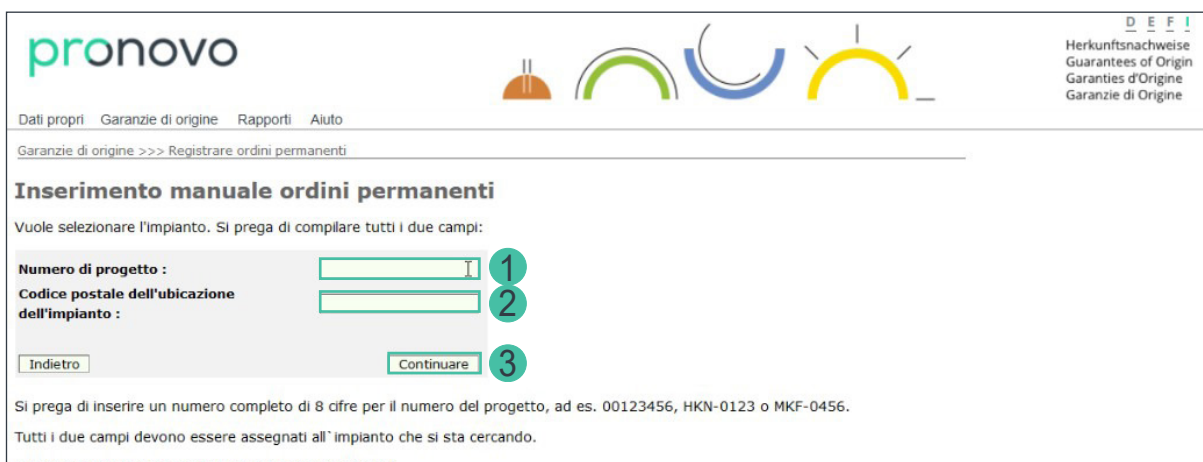 D E F I
pronovo
Herkunftsnachweise
Guarantees of Origin
Garanties d'Origine
Garanzie di Origine
Dati propri Garanzie di origine Rapporti Aiuto
Garanzie di origine >>> Registrare ordini permanenti
Inserimento manuale ordini permanenti
Vuole selezionare l'impianto. Si prega di compilare tutti i due campi:
Numero di progetto : 1
Codice postale dell'ubicazione
dell'impianto : 2
Indietro Continuare 3
Si prega di inserire un numero completo di 8 cifre per il numero del progetto, ad es. 00123456, HKN-0123 o MKF-0456.
Tutti i due campi devono essere assegnati all`impianto che si sta cercando.